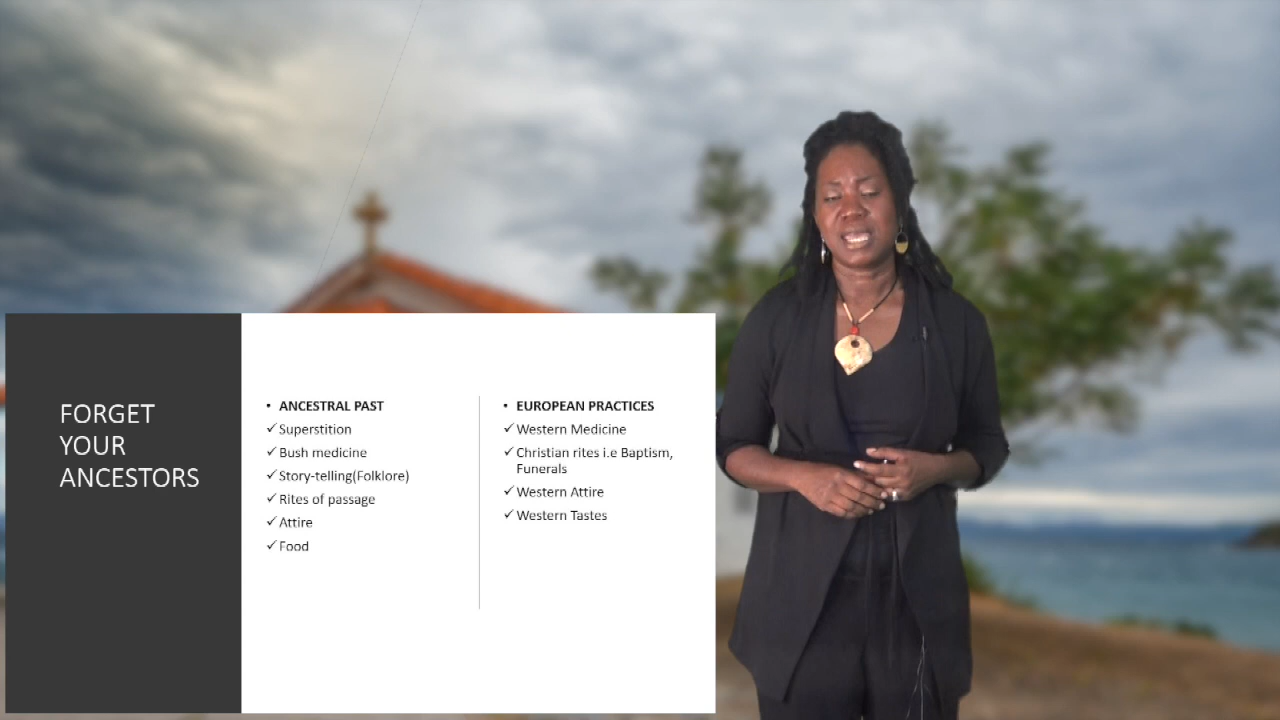 FORGET
YOUR
ANCESTORS
• ANCESTRAL PAST
✓ Superstition
✓ Bush medicine
✓ Story-telling(Folklore)
✓ Rites of passage
✓ Attire
✓ Food
• EUROPEAN PRACTICES
✓ Western Medicine
✓ Christian rites i.e Baptism,
Funerals
✓ Western Attire
✓ Western Tastes